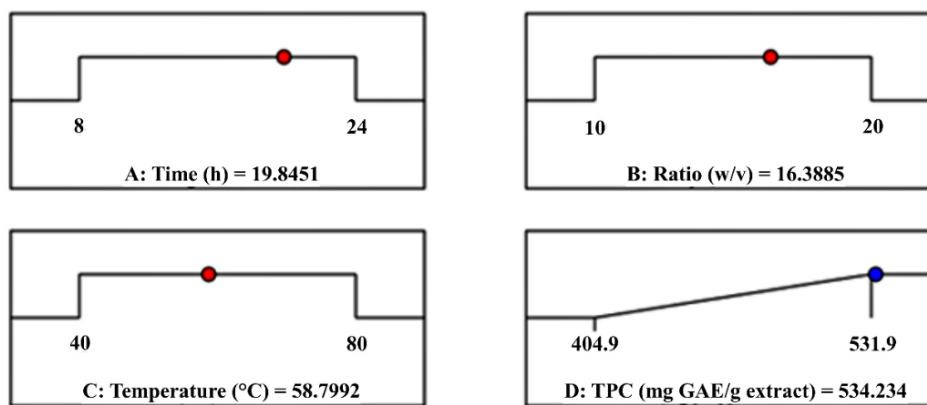 8 24
A: Time (h) = 19.8451
10 20
B: Ratio (w/v) = 16.3885
40 80
C: Temperature (°C) = 58.7992
404.9 531.9
D: TPC (mg GAE/g extract) = 534.234